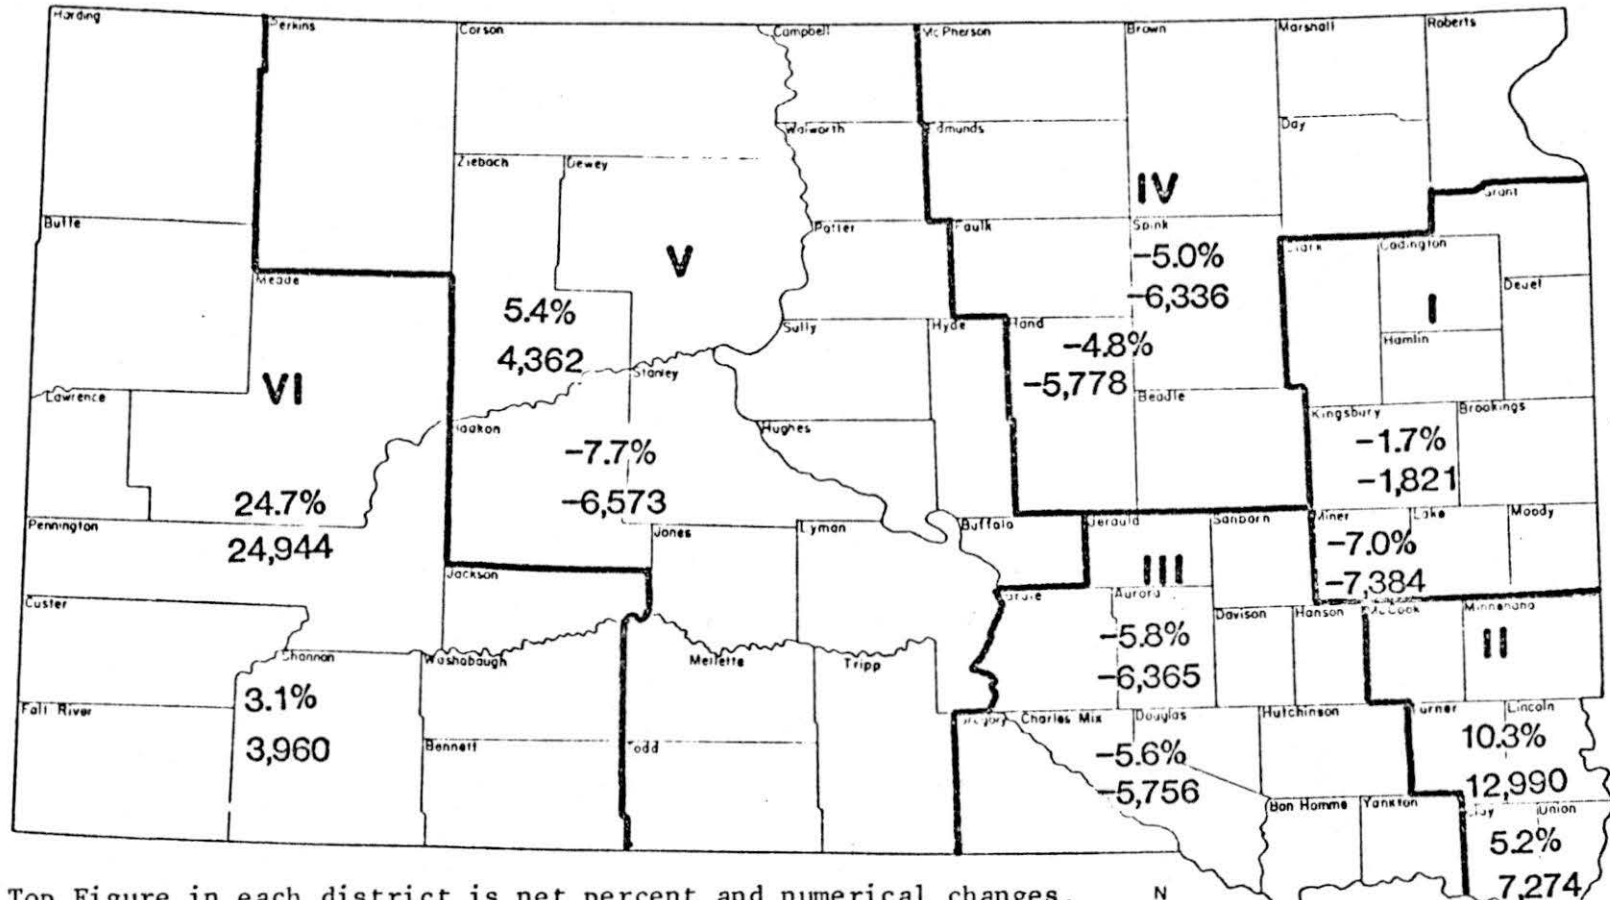 Harding
Perkins
Corson
Campbell
McPherson
Brown
Marshall
Roberts
Walworth
Edmunds
Day
Ziebach
Dewey
IV
Grant
Butte
V
Potter
Faulk
Spink
Clark
Codington
-5.0%
Meade
Deuel
5.4%
-6,336
I
Sully
Hyde
Hand
-4.8%
Hamlin
4,362
Stanley
-5,778
VI
Lawrence
Beadle
Kingsbury
Brookings
Haakon
Hughes
-1.7%
-7.7%
-1,821
24.7%
-6,573
Pennington
Jones
Lyman
Buffalo
Jerauld
Sanborn
Miner
Lake
Moody
24,944
-7.0%
Jackson
III
-7,384
Custer
Aurora
Davison
Hanson
McCook
Minnehaha
-5.8%
II
Shannon
Washabaugh
Mellette
Tripp
-6,365
3.1%
Fall River
Gregory
Charles Mix
Douglas
Hutchinson
Turner
Lincoln
3,960
Bennett
Todd
-5.6%
10.3%
-5,756
12,990
Bon Homme
Yankton
Clay
Union
5.2%
7,274
Top Figure in each district is net percent and numerical changes.
N